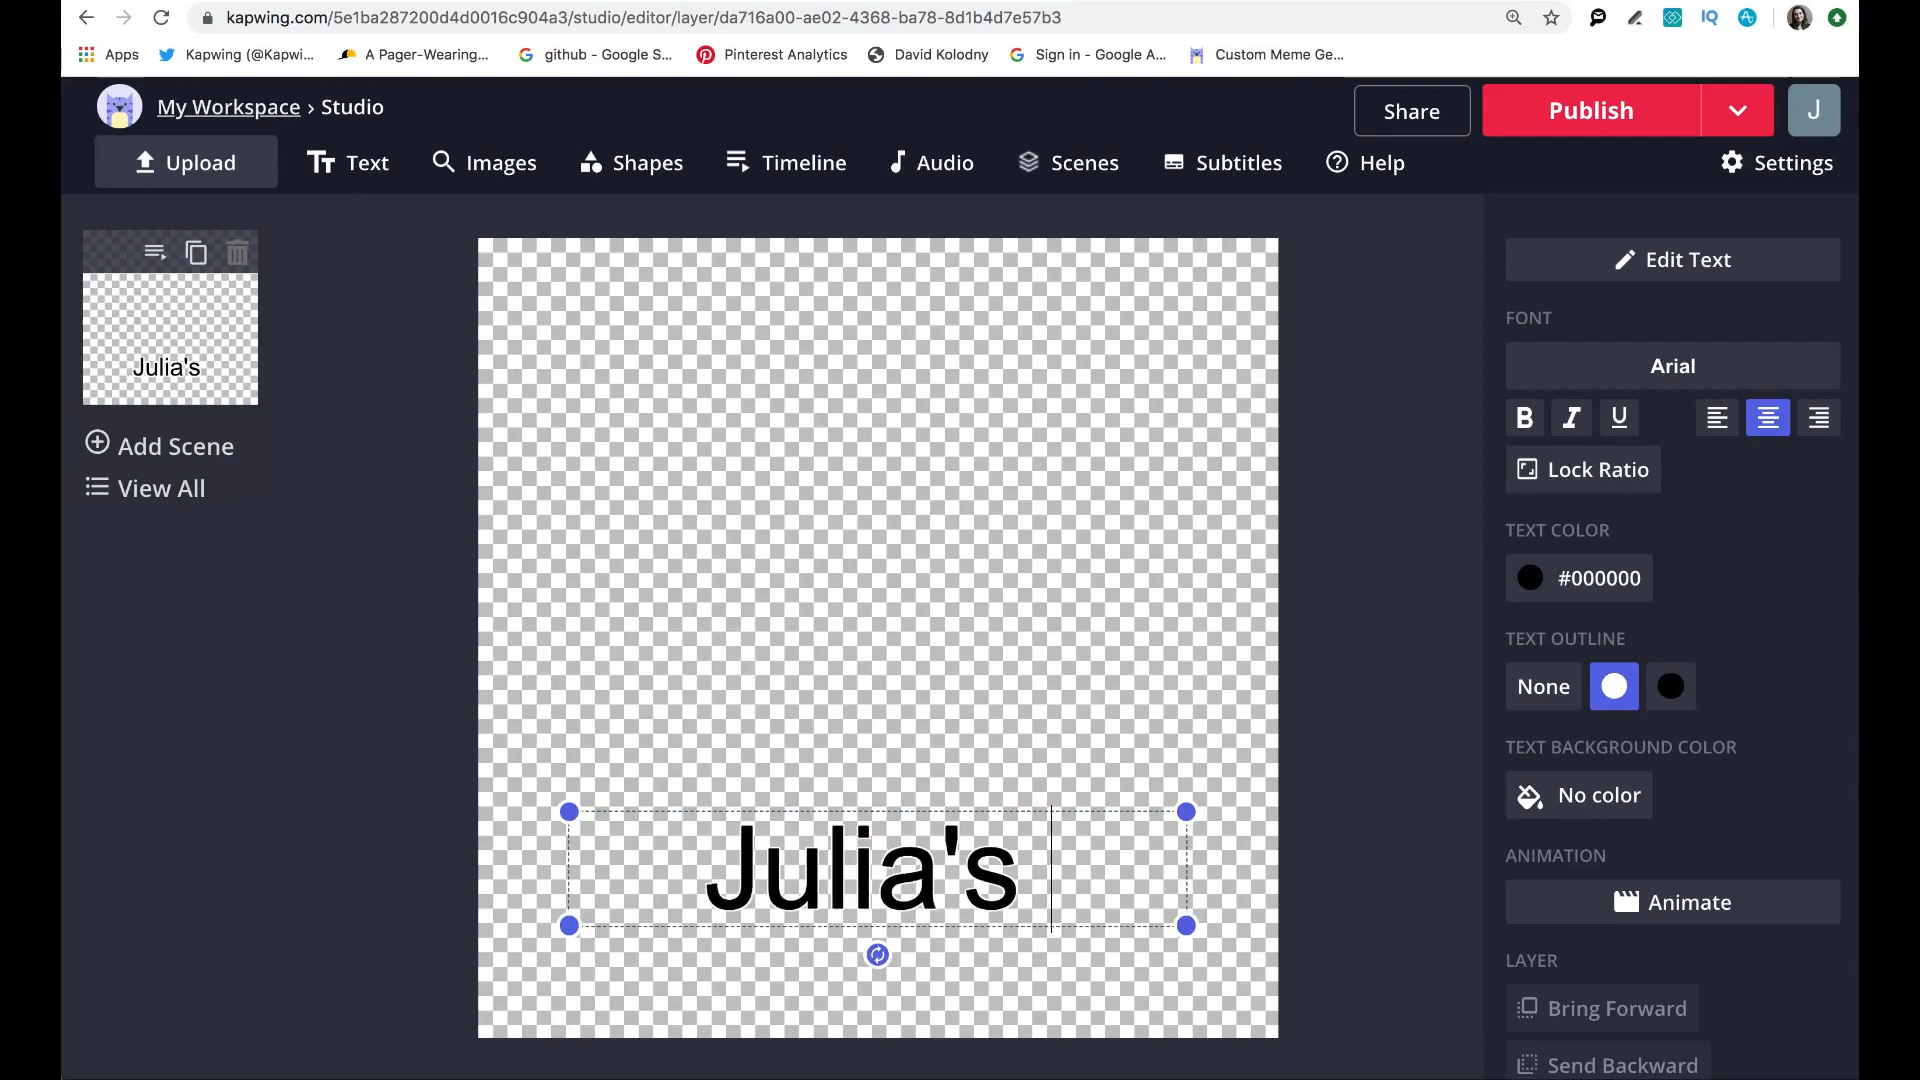 kapwing.com/5e1ba287200d4d0016c904a3/studio/editor/layer/da716a00-ae02-4368-ba78-8d1b4d7e57b3
IQ
Apps Kapwing (@Kapwi... A Pager-Wearing... github - Google S... Pinterest Analytics David Kolodny Sign in - Google A... Custom Meme Ge...
My Workspace › Studio
Share Publish J
Upload Text Images Shapes Timeline Audio Scenes Subtitles Help Settings
Julia's
Add Scene
View All
Julia's
Edit Text
FONT
Arial
B I U
Lock Ratio
TEXT COLOR
#000000
TEXT OUTLINE
None
TEXT BACKGROUND COLOR
No color
ANIMATION
Animate
LAYER
Bring Forward
Send Backward